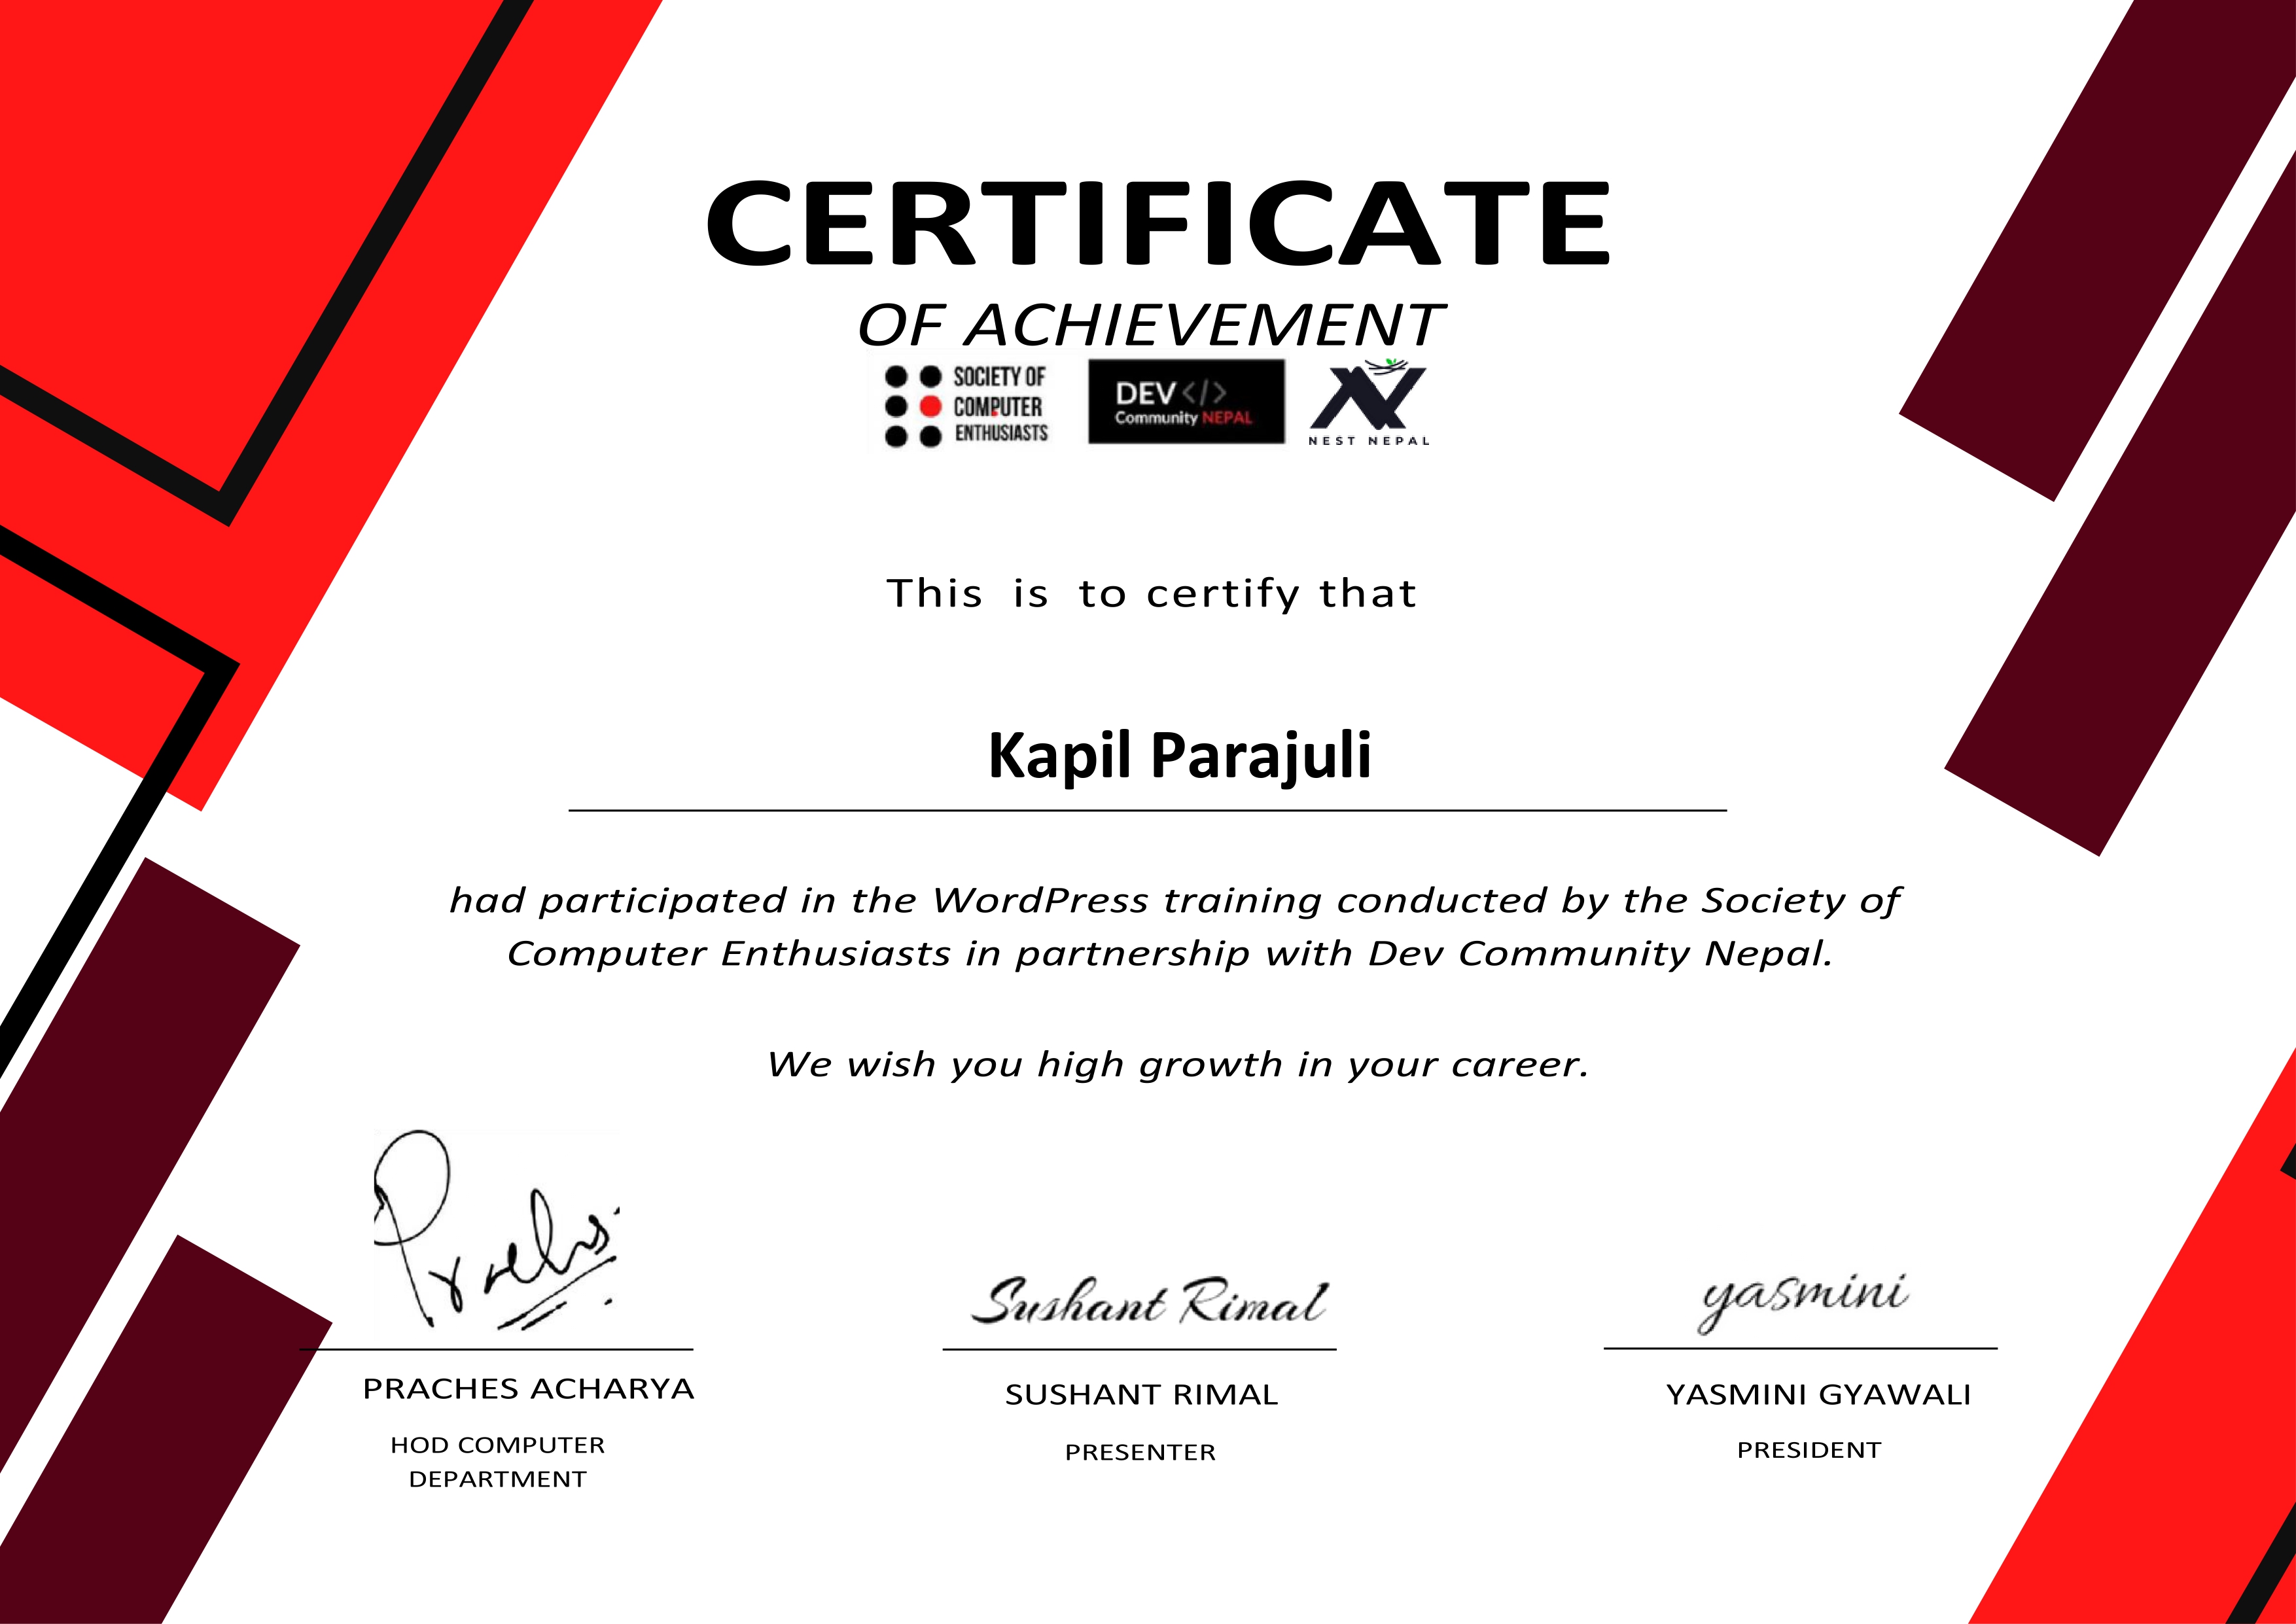 CERTIFICATE
OF ACHIEVEMENT
SOCIETY OF
COMPUTER
ENTHUSIASTS
DEV </>
Community NEPAL
NEST NEPAL
This is to certify that
Kapil Parajuli
had participated in the WordPress training conducted by the Society of
Computer Enthusiasts in partnership with Dev Community Nepal.
We wish you high growth in your career.
Praches
Sushant Rimal
yasmini
PRACHES ACHARYA
SUSHANT RIMAL
YASMINI GYAWALI
HOD COMPUTER
DEPARTMENT
PRESENTER
PRESIDENT